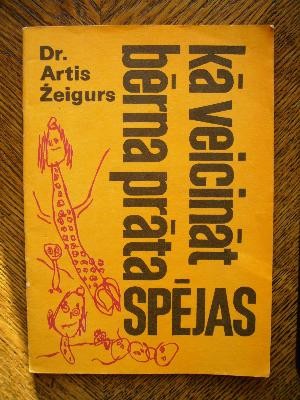 Dr.
Artis
Žeigurs
kā veicināt
bērna prāta
SPĒJAS